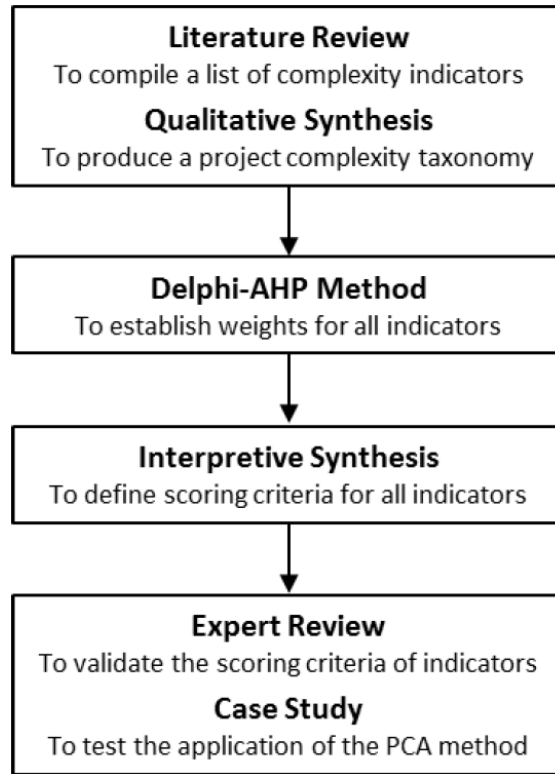 Literature Review
To compile a list of complexity indicators
Qualitative Synthesis
To produce a project complexity taxonomy
Delphi-AHP Method
To establish weights for all indicators
Interpretive Synthesis
To define scoring criteria for all indicators
Expert Review
To validate the scoring criteria of indicators
Case Study
To test the application of the PCA method